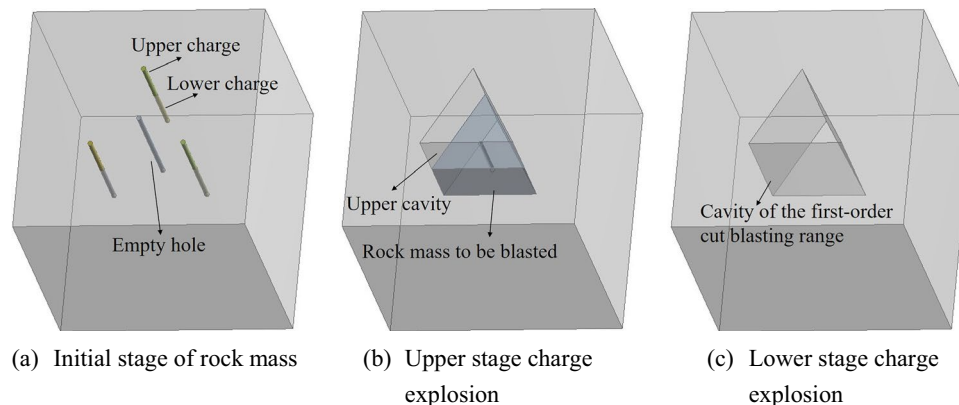 Upper charge
Lower charge
Empty hole
(a) Initial stage of rock mass
Upper cavity
Rock mass to be blasted
(b) Upper stage charge
explosion
Cavity of the first-order
cut blasting range
(c) Lower stage charge
explosion